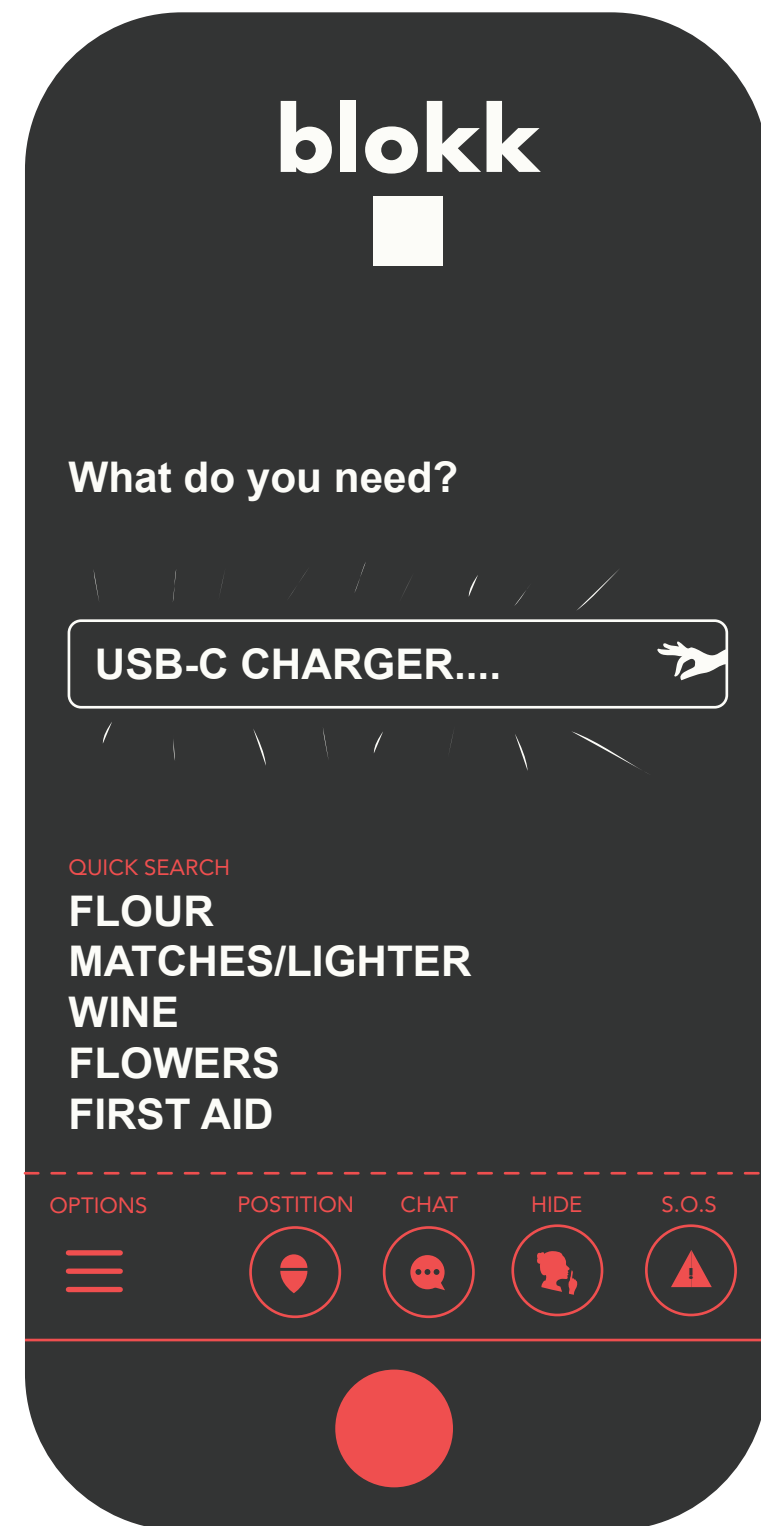 blokk
What do you need?
USB-C CHARGER....
QUICK SEARCH
FLOUR
MATCHES/LIGHTER
WINE
FLOWERS
FIRST AID
OPTIONS POSTITION CHAT HIDE S.O.S